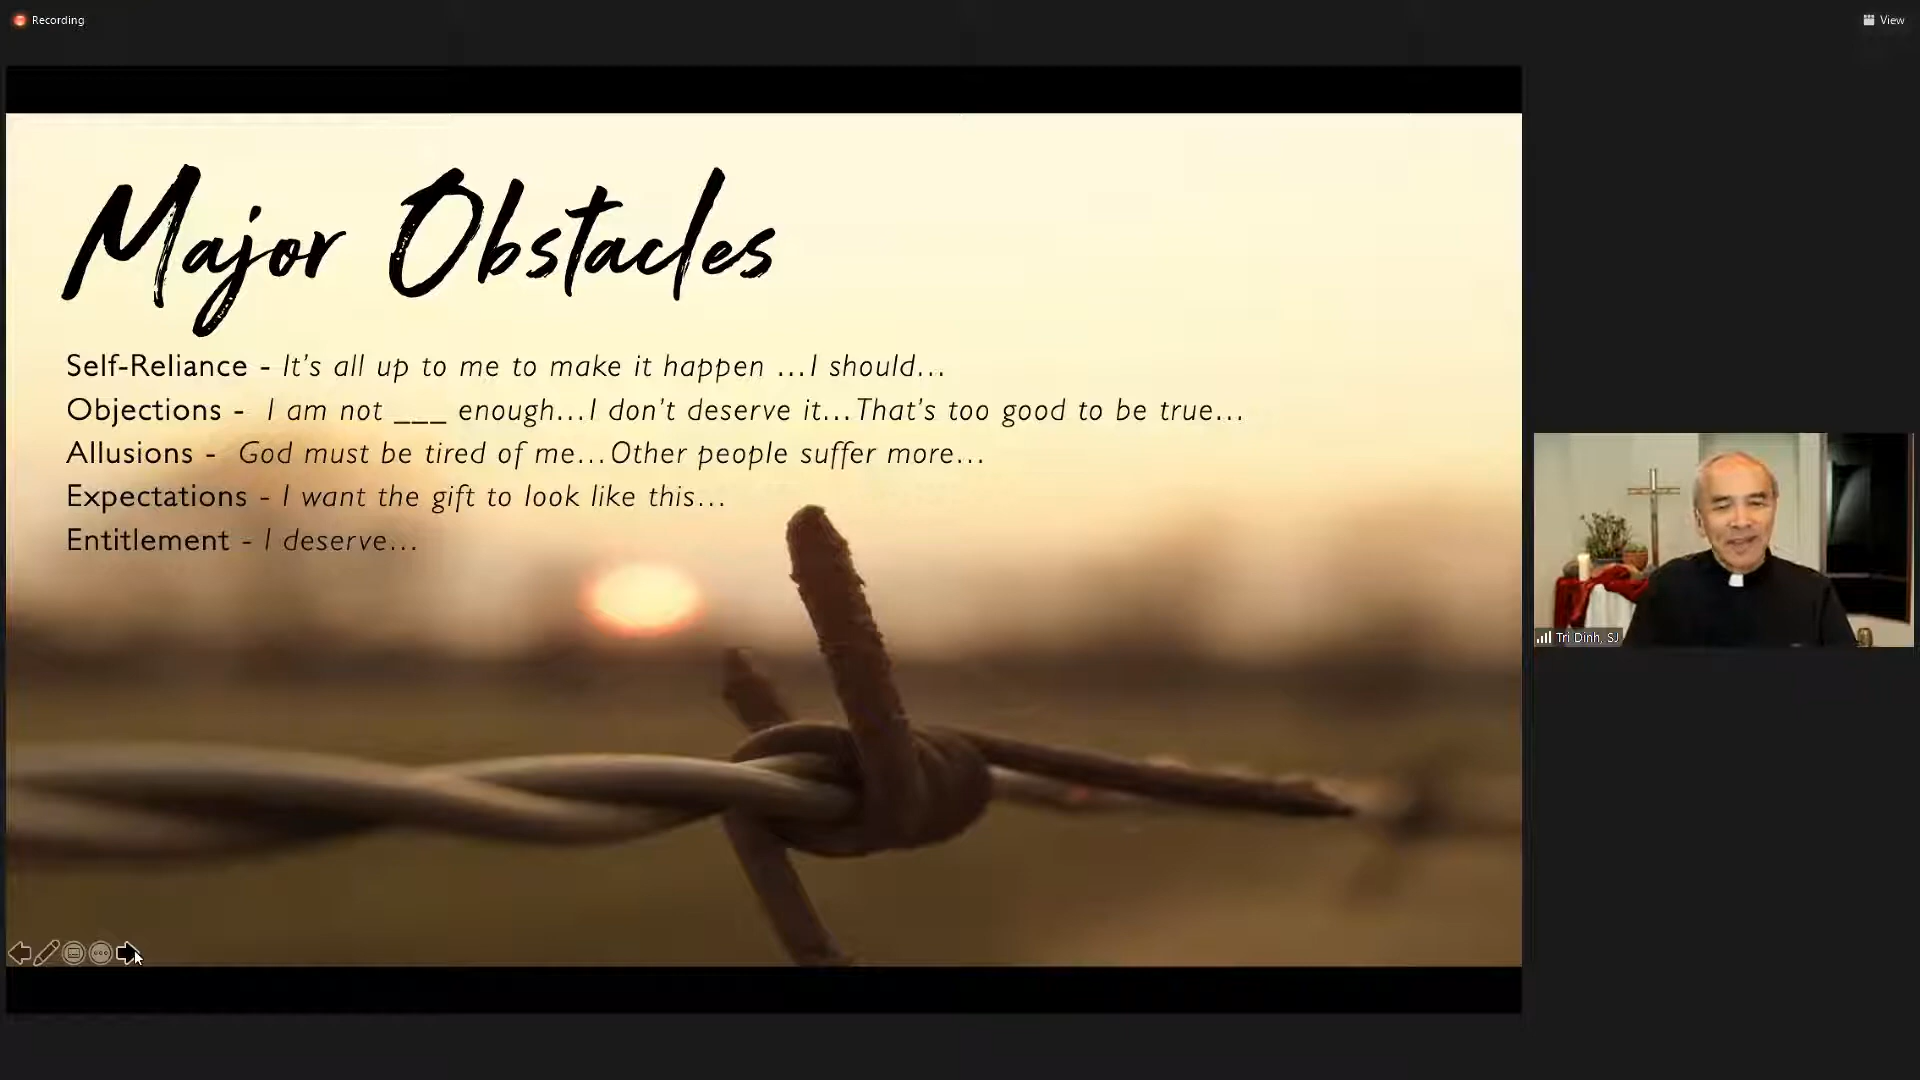 Recording
View
Major Obstacles
Self-Reliance - It's all up to me to make it happen ...I should...
Objections - I am not ___ enough...I don't deserve it...That's too good to be true...
Allusions - God must be tired of me...Other people suffer more...
Expectations - I want the gift to look like this...
Entitlement - I deserve...
Tri Dinh, SJ